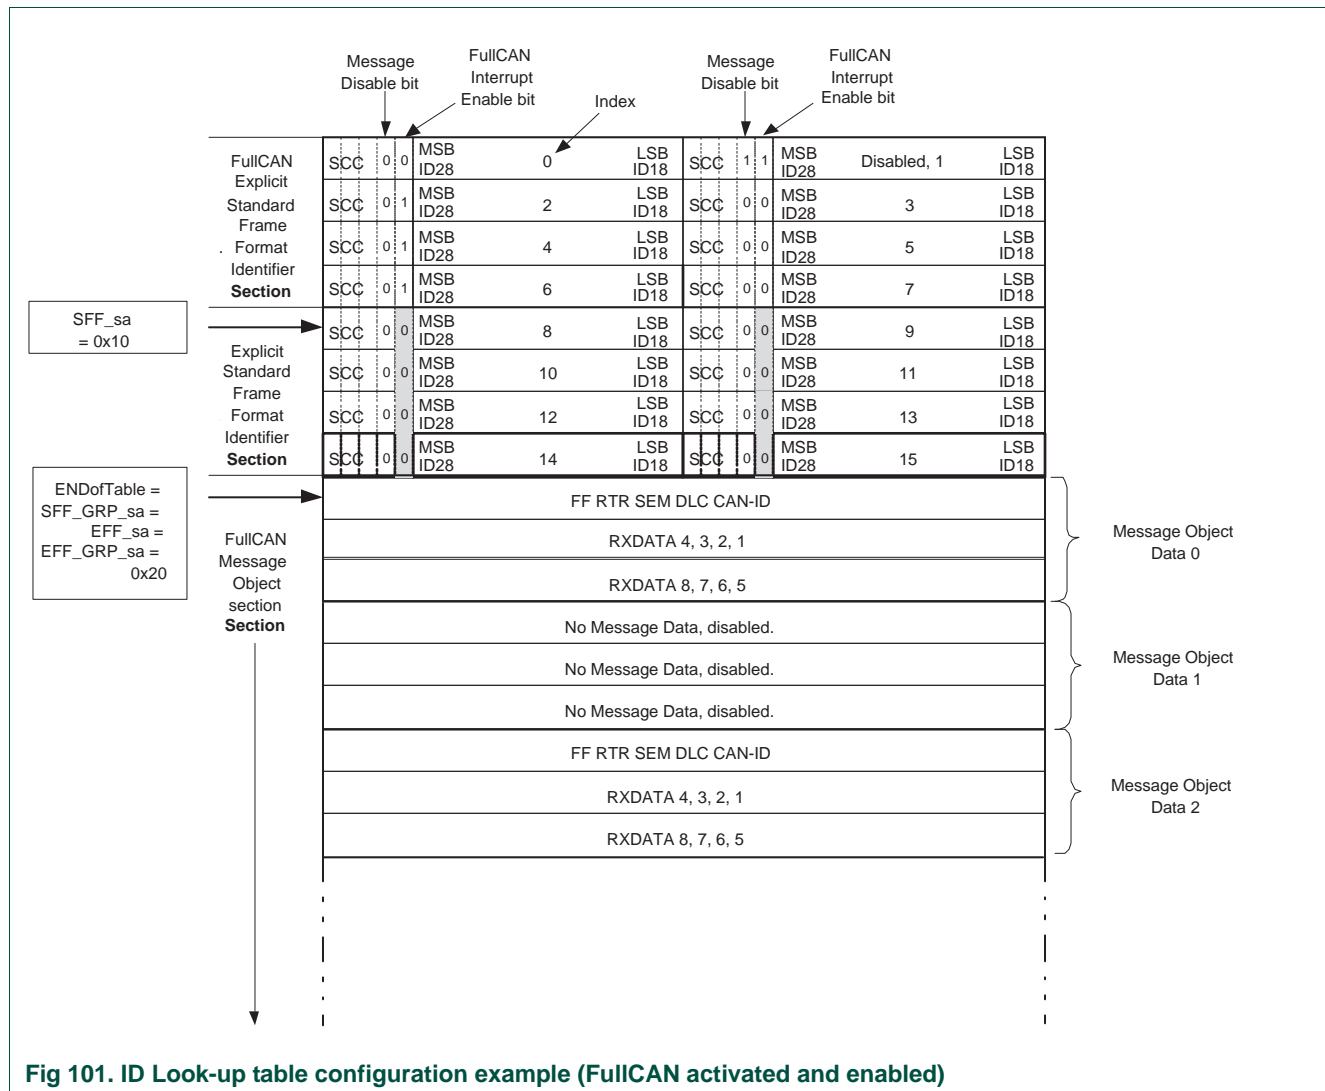 Message
Disable bit
FullCAN
Interrupt
Enable bit
Index
Message
Disable bit
FullCAN
Interrupt
Enable bit
FullCAN
Explicit
Standard
Frame
. Format
Identifier
Section
SCC 0 0 MSB ID28 0 LSB ID18 SCC 1 1 MSB ID28 Disabled, 1 LSB ID18
SCC 0 1 MSB ID28 2 LSB ID18 SCC 0 0 MSB ID28 3 LSB ID18
SCC 0 1 MSB ID28 4 LSB ID18 SCC 0 0 MSB ID28 5 LSB ID18
SCC 0 1 MSB ID28 6 LSB ID18 SCC 0 0 MSB ID28 7 LSB ID18
SFF_sa
= 0x10
Explicit
Standard
Frame
Format
Identifier
Section
SCC 0 0 MSB ID28 8 LSB ID18 SCC 0 0 MSB ID28 9 LSB ID18
SCC 0 0 MSB ID28 10 LSB ID18 SCC 0 0 MSB ID28 11 LSB ID18
SCC 0 0 MSB ID28 12 LSB ID18 SCC 0 0 MSB ID28 13 LSB ID18
SCC 0 0 MSB ID28 14 LSB ID18 SCC 0 0 MSB ID28 15 LSB ID18
ENDofTable =
SFF_GRP_sa =
EFF_sa =
EFF_GRP_sa =
0x20
FullCAN
Message
Object
section
Section
FF RTR SEM DLC CAN-ID
RXDATA 4, 3, 2, 1
RXDATA 8, 7, 6, 5
Message Object
Data 0
No Message Data, disabled.
No Message Data, disabled.
No Message Data, disabled.
Message Object
Data 1
FF RTR SEM DLC CAN-ID
RXDATA 4, 3, 2, 1
RXDATA 8, 7, 6, 5
Message Object
Data 2
Fig 101. ID Look-up table configuration example (FullCAN activated and enabled)